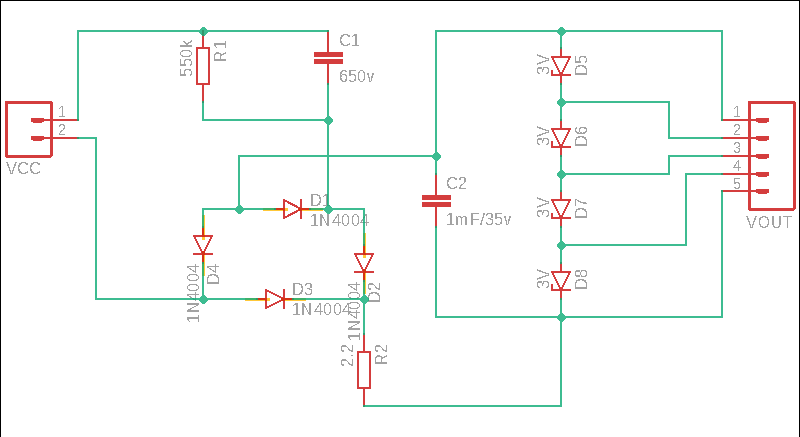 550k
R1
C1
650v
1
2
VCC
D1
1N4004
D4
1N4004
D3
1N4004
D2
1N4004
2.2
R2
C2
1mF/35v
3V
D5
3V
D6
3V
D7
3V
D8
1
2
3
4
5
VOUT